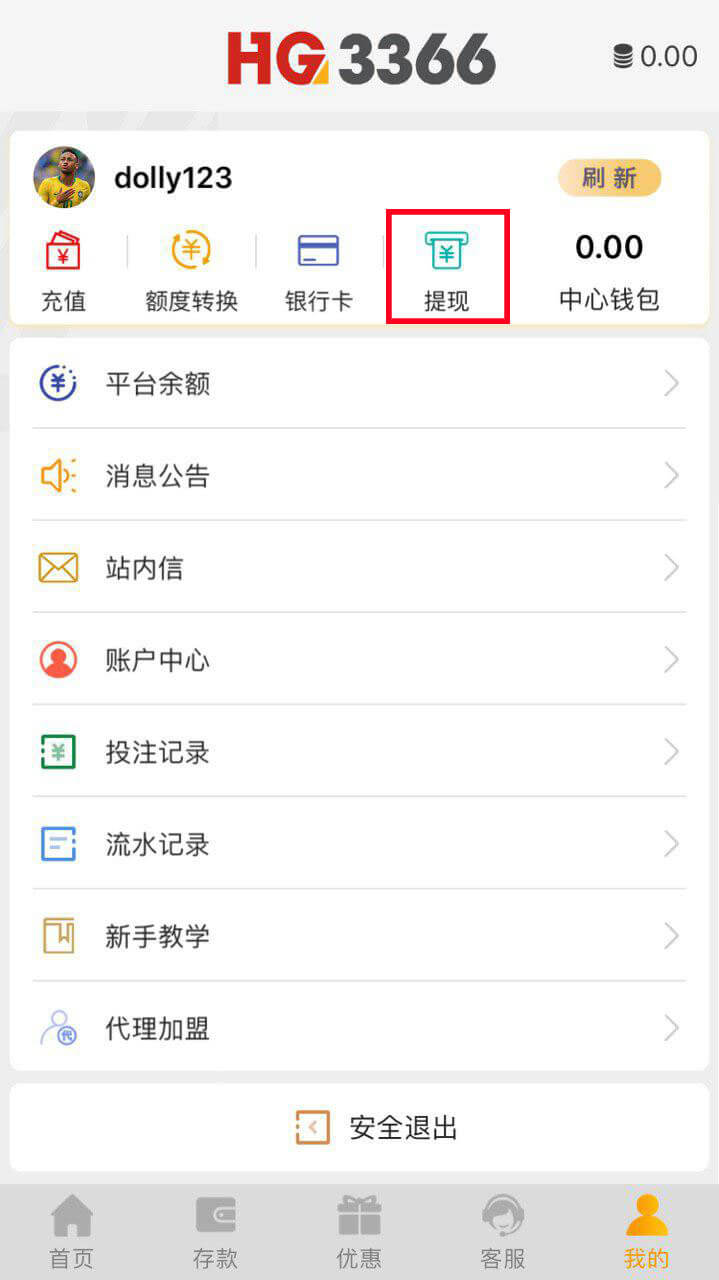 HG3366
0.00
dolly123
刷新
充值
额度转换
银行卡
提现
0.00
中心钱包
平台余额
消息公告
站内信
账户中心
投注记录
流水记录
新手教学
代
代理加盟
安全退出
首页
存款
优惠
客服
我的